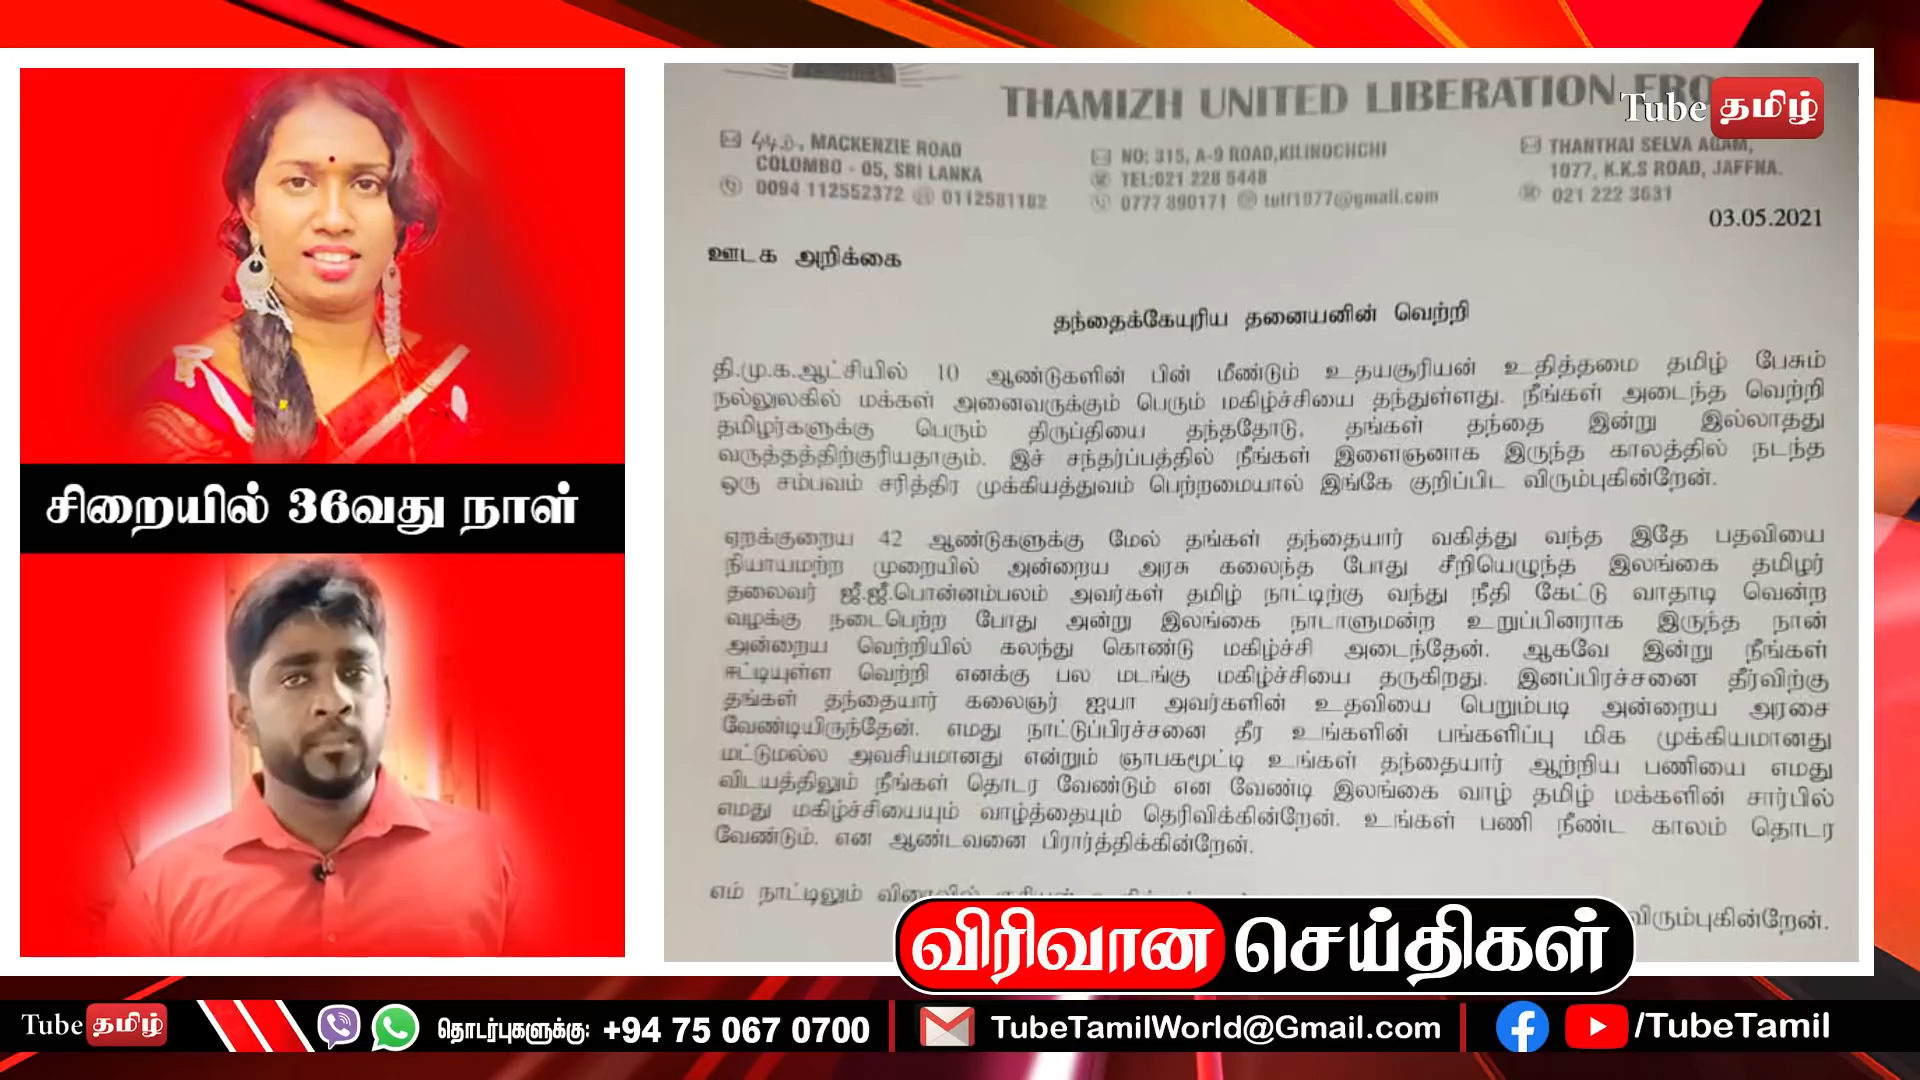 சிறையில் 36வது நாள்
THAMIZH UNITED LIBERATION
Tube தமிழ்
44D, MACKENZIE ROAD
COLOMBO - 05, SRI LANKA
0094 112552372 0112581182
NO: 315, A-9 ROAD,KILINOCHCHI
TEL:021 228 5448
0777 890171 tulf1977@gmail.com
THANTHAI SELVA AGAM,
1077, K.K.S ROAD, JAFFNA.
021 222 3631
03.05.2021
ஊடக அறிக்கை
தந்தைக்கேயுரிய தனையனின் வெற்றி
தி.மு.க.ஆட்சியில் 10 ஆண்டுகளின் பின் மீண்டும் உதயசூரியன் உதித்தமை தமிழ் பேசும்
நல்லுலகில் மக்கள் அனைவருக்கும் பெரும் மகிழ்ச்சியை தந்துள்ளது. நீங்கள் அடைந்த வெற்றி
தமிழர்களுக்கு பெரும் திருப்தியை தந்ததோடு, தங்கள் தந்தை இன்று இல்லாதது
வருத்தத்திற்குரியதாகும். இச் சந்தர்ப்பத்தில் நீங்கள் இளைஞனாக இருந்த காலத்தில் நடந்த
ஒரு சம்பவம் சரித்திர முக்கியத்துவம் பெற்றமையால் இங்கே குறிப்பிட விரும்புகின்றேன்.
ஏறக்குறைய 42 ஆண்டுகளுக்கு மேல் தங்கள் தந்தையார் வகித்து வந்த இதே பதவியை
நியாயமற்ற முறையில் அன்றைய அரசு கலைந்த போது சீறியெழுந்த இலங்கை தமிழர்
தலைவர் ஜீ.ஜீ.பொன்னம்பலம் அவர்கள் தமிழ் நாட்டிற்கு வந்து நீதி கேட்டு வாதாடி வென்ற
வழக்கு நடைபெற்ற போது அன்று இலங்கை நாடாளுமன்ற உறுப்பினராக இருந்த நான்
அன்றைய வெற்றியில் கலந்து கொண்டு மகிழ்ச்சி அடைந்தேன். ஆகவே இன்று நீங்கள்
ஈட்டியுள்ள வெற்றி எனக்கு பல மடங்கு மகிழ்ச்சியை தருகிறது. இனப்பிரச்சனை தீர்விற்கு
தங்கள் தந்தையார் கலைஞர் ஐயா அவர்களின் உதவியை பெறும்படி அன்றைய அரசை
வேண்டியிருந்தேன். எமது நாட்டுப்பிரச்சனை தீர உங்களின் பங்களிப்பு மிக முக்கியமானது
மட்டுமல்ல அவசியமானது என்றும் ஞாபகமூட்டி உங்கள் தந்தையார் ஆற்றிய பணியை எமது
விடயத்திலும் நீங்கள் தொடர வேண்டும் என வேண்டி இலங்கை வாழ் தமிழ் மக்களின் சார்பில்
எமது மகிழ்ச்சியையும் வாழ்த்தையும் தெரிவிக்கின்றேன். உங்கள் பணி நீண்ட காலம் தொடர
வேண்டும். என ஆண்டவனை பிரார்த்திக்கின்றேன்.
எம் நாட்டிலும்
விரும்புகின்றேன்.
விரிவான செய்திகள்
Tube தமிழ் தொடர்புகளுக்கு: +94 75 067 0700 TubeTamilWorld@Gmail.com /TubeTamil